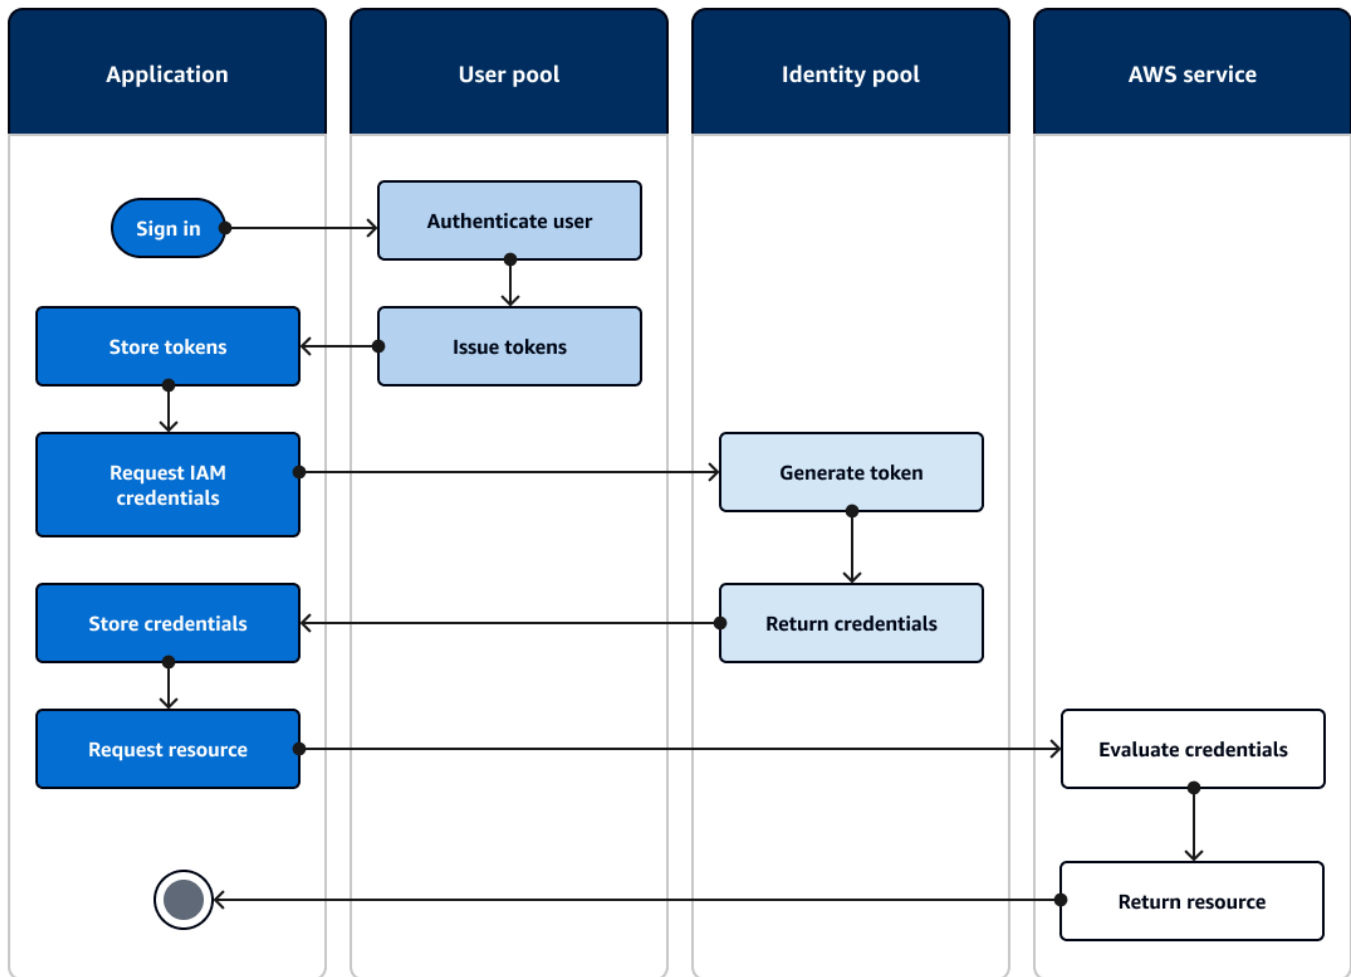 Application
User pool
Identity pool
AWS service
Sign in
Authenticate user
Store tokens
Issue tokens
Request IAM
credentials
Generate token
Store credentials
Return credentials
Request resource
Evaluate credentials
Return resource